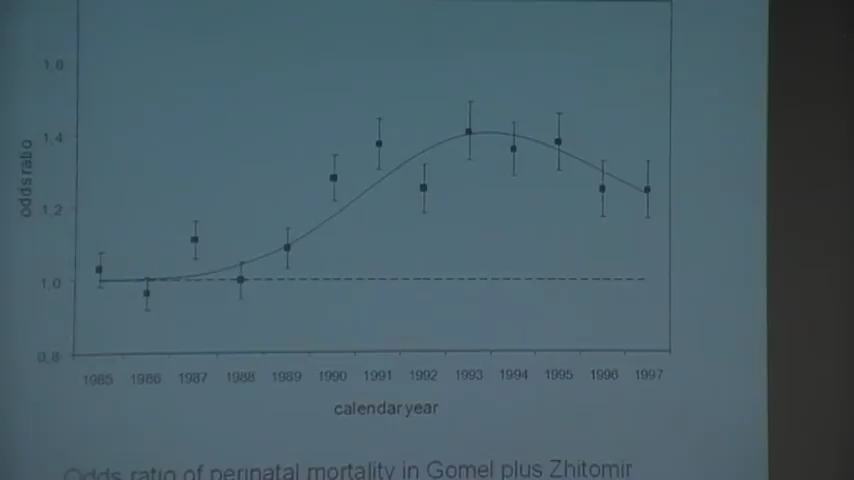 1,6
1,4
odds ratio
1,2
1,0
0,8
1985 1986 1987 1988 1989 1990 1991 1992 1993 1994 1995 1996 1997
calendar year
Odds ratio of perinatal mortality in Gomel plus Zhitomir